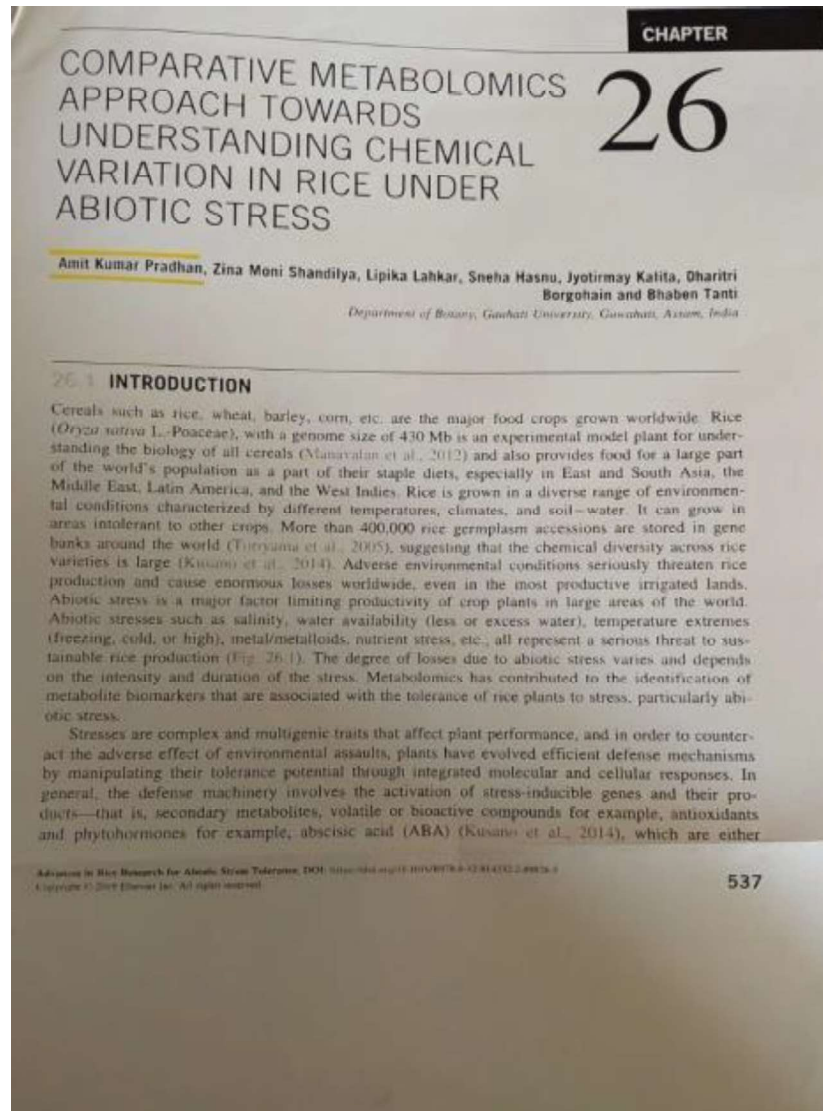 CHAPTER
26
COMPARATIVE METABOLOMICS
APPROACH TOWARDS
UNDERSTANDING CHEMICAL
VARIATION IN RICE UNDER
ABIOTIC STRESS
Amit Kumar Pradhan, Zina Moni Shandilya, Lipika Lahkar, Sneha Hasnu, Jyotirmay Kalita, Dharitri
Borgohain and Bhaben Tanti
Department of Botany, Gauhati University, Guwahati, Assam, India
26.1 INTRODUCTION
Cereals such as rice, wheat, barley, corn, etc. are the major food crops grown worldwide. Rice
(Oryza sativa L.-Poaceae), with a genome size of 430 Mb is an experimental model plant for under-
standing the biology of all cereals (Manavalan et al., 2012) and also provides food for a large part
of the world's population as a part of their staple diets, especially in East and South Asia, the
Middle East, Latin America, and the West Indies. Rice is grown in a diverse range of environmen-
tal conditions characterized by different temperatures, climates, and soil–water. It can grow in
areas intolerant to other crops. More than 400,000 rice germplasm accessions are stored in gene
banks around the world (et al., 2005), suggesting that the chemical diversity across rice
varieties is large (Kusano et al., 2014). Adverse environmental conditions seriously threaten rice
production and cause enormous losses worldwide, even in the most productive irrigated lands.
Abiotic stress is a major factor limiting productivity of crop plants in large areas of the world.
Abiotic stresses such as salinity, water availability (less or excess water), temperature extremes
(freezing, cold, or high), metal/metalloids, nutrient stress, etc., all represent a serious threat to sus-
tainable rice production (Fig. 26.1). The degree of losses due to abiotic stress varies and depends
on the intensity and duration of the stress. Metabolomics has contributed to the identification of
metabolite biomarkers that are associated with the tolerance of rice plants to stress, particularly abi-
otic stress.
Stresses are complex and multigenic traits that affect plant performance, and in order to counter-
act the adverse effect of environmental assaults, plants have evolved efficient defense mechanisms
by manipulating their tolerance potential through integrated molecular and cellular responses. In
general, the defense machinery involves the activation of stress-inducible genes and their pro-
ducts—that is, secondary metabolites, volatile or bioactive compounds for example, antioxidants
and phytohormones for example, abscisic acid (ABA) (Kusano et al., 2014), which are either
Advances in Rice Research for Abiotic Stress Tolerance. DOI:
Copyright © 2019 Elsevier Inc. All rights reserved.
537